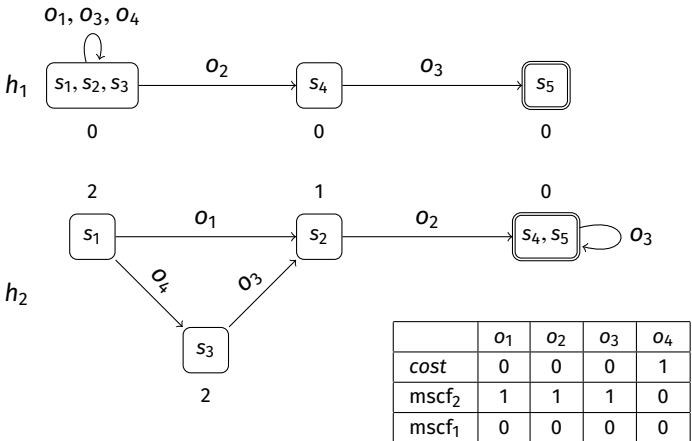 o₁, o₃, o₄
h₁ s₁, s₂, s₃ o₂ s₄ o₃ s₅
0 0 0
2 1 0
s₁ o₁ s₂ o₂ s₄, s₅ o₃
h₂ o₄ o₃
s₃
2
o₁ o₂ o₃ o₄
cost 0 0 0 1
mscf₂ 1 1 1 0
mscf₁ 0 0 0 0